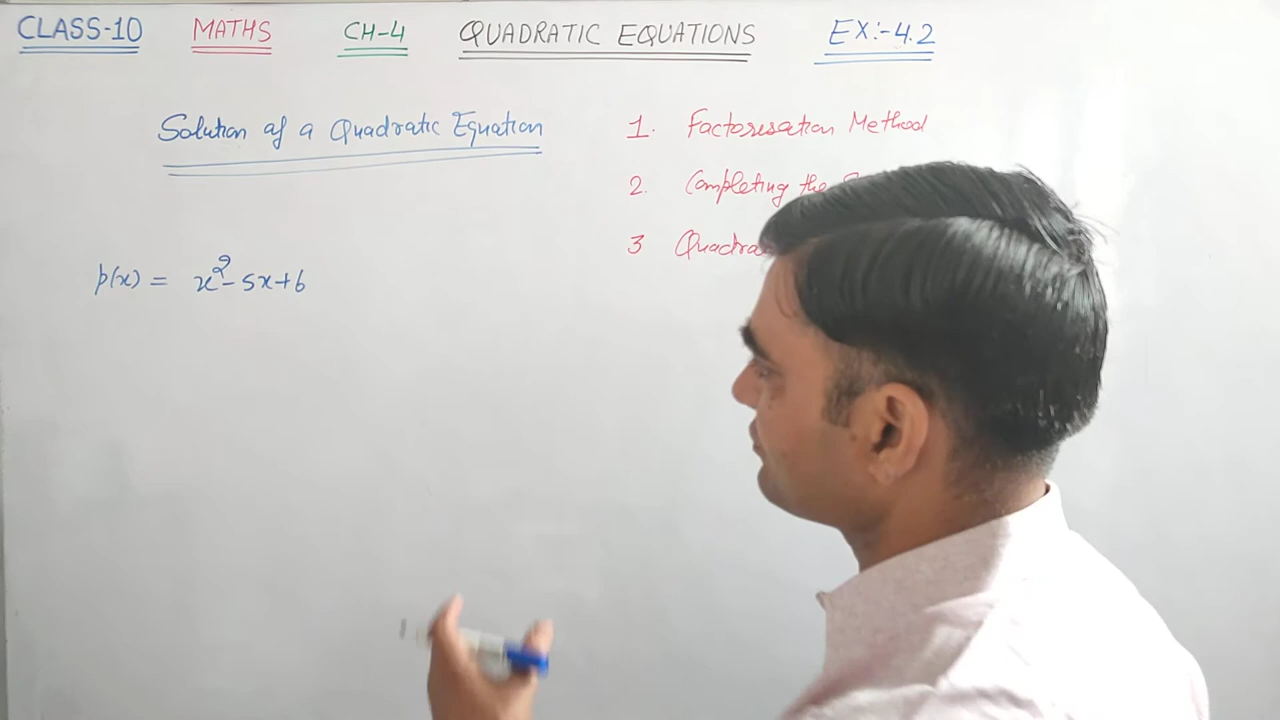 CLASS-10 MATHS CH-4 QUADRATIC EQUATIONS EX:-4.2
Solution of a Quadratic Equation
1. Factorisation Method
2. Completing the
3
p(x) = x²-5x+6